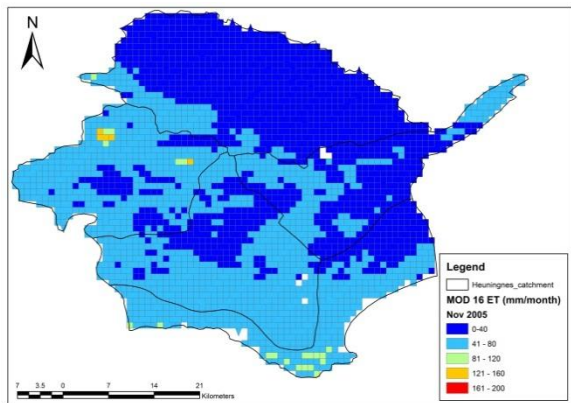 N
Legend
Heuningnes_catchment
MOD 16 ET (mm/month)
Nov 2005
0-40
41 - 80
81 - 120
121 - 160
161 - 200
7 3.5 0 7 14 21
Kilometers